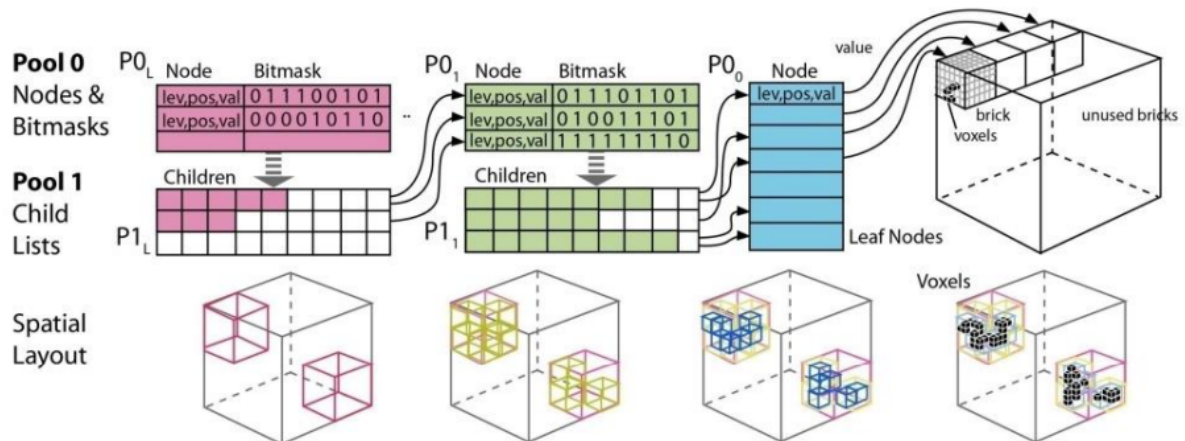 Pool 0
Nodes &
Bitmasks
P0L
Node Bitmask
lev,pos,val 0 1 1 1 0 0 1 0 1
lev,pos,val 0 0 0 0 1 0 1 1 0
..
P01
Node Bitmask
lev,pos,val 0 1 1 1 0 1 1 0 1
lev,pos,val 0 1 0 0 1 1 1 0 1
lev,pos,val 1 1 1 1 1 1 1 1 0
P00
Node
lev,pos,val
value
brick
voxels
unused bricks
Pool 1
Child
Lists
Children
P1L
Children
P11
Leaf Nodes
Spatial
Layout
Voxels